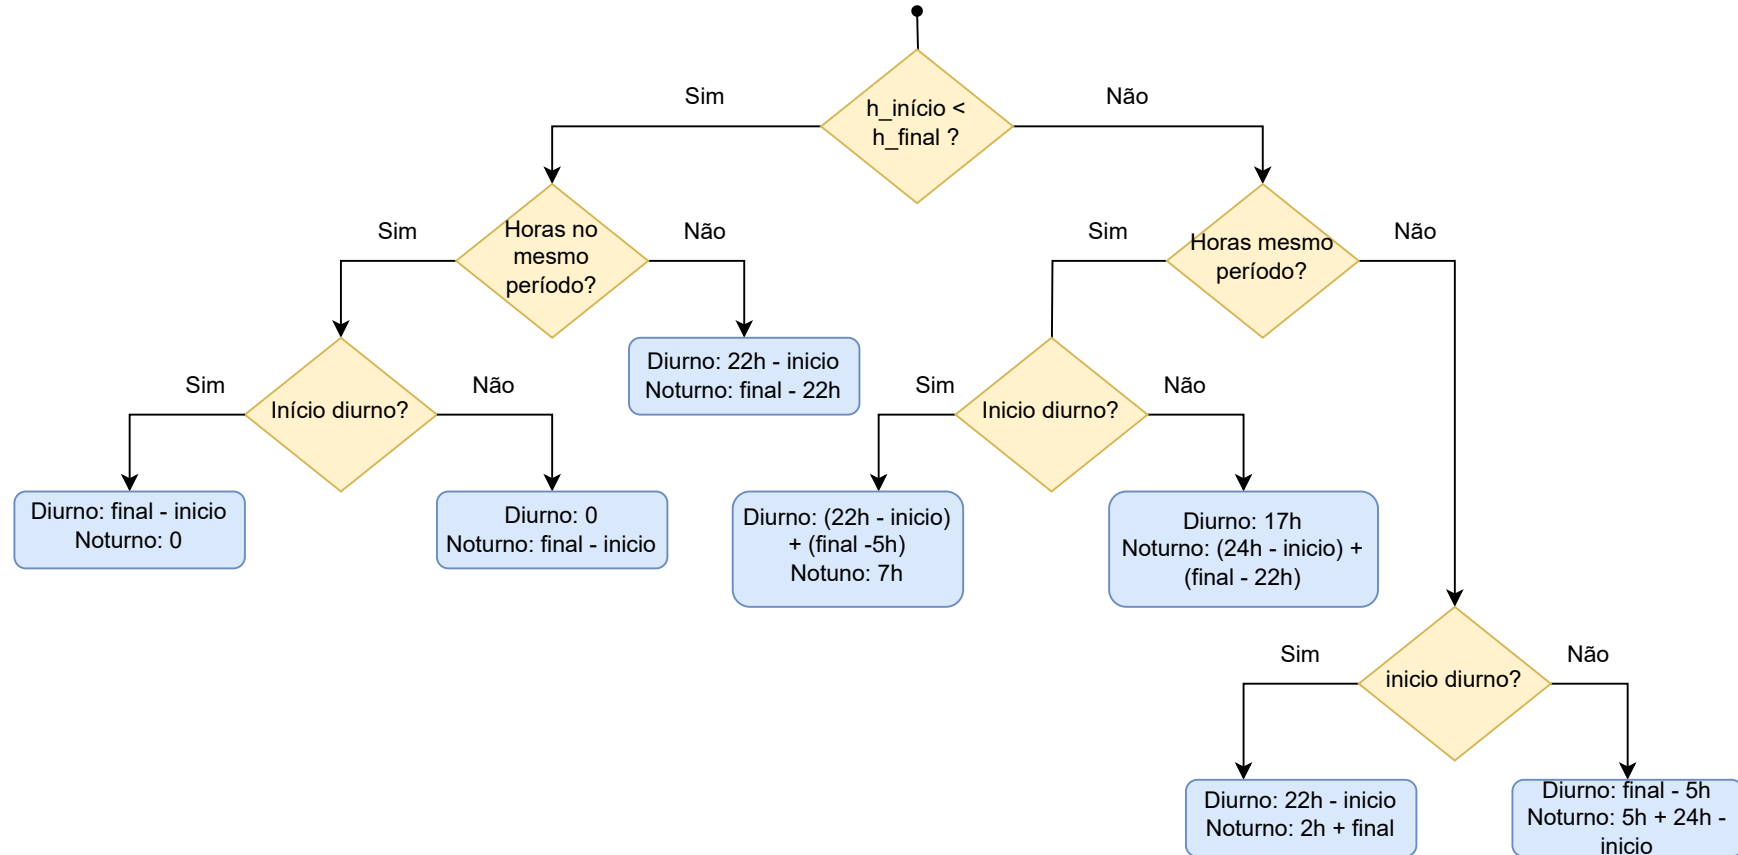 h_início <
h_final ?
Sim
Não
Horas no
mesmo
período?
Sim
Não
Horas mesmo
período?
Sim
Não
Início diurno?
Sim
Não
Diurno: 22h - inicio
Noturno: final - 22h
Inicio diurno?
Sim
Não
Diurno: final - inicio
Noturno: 0
Diurno: 0
Noturno: final - inicio
Diurno: (22h - inicio)
+ (final -5h)
Notuno: 7h
Diurno: 17h
Noturno: (24h - inicio) +
(final - 22h)
inicio diurno?
Sim
Não
Diurno: 22h - inicio
Noturno: 2h + final
Diurno: final - 5h
Noturno: 5h + 24h -
inicio